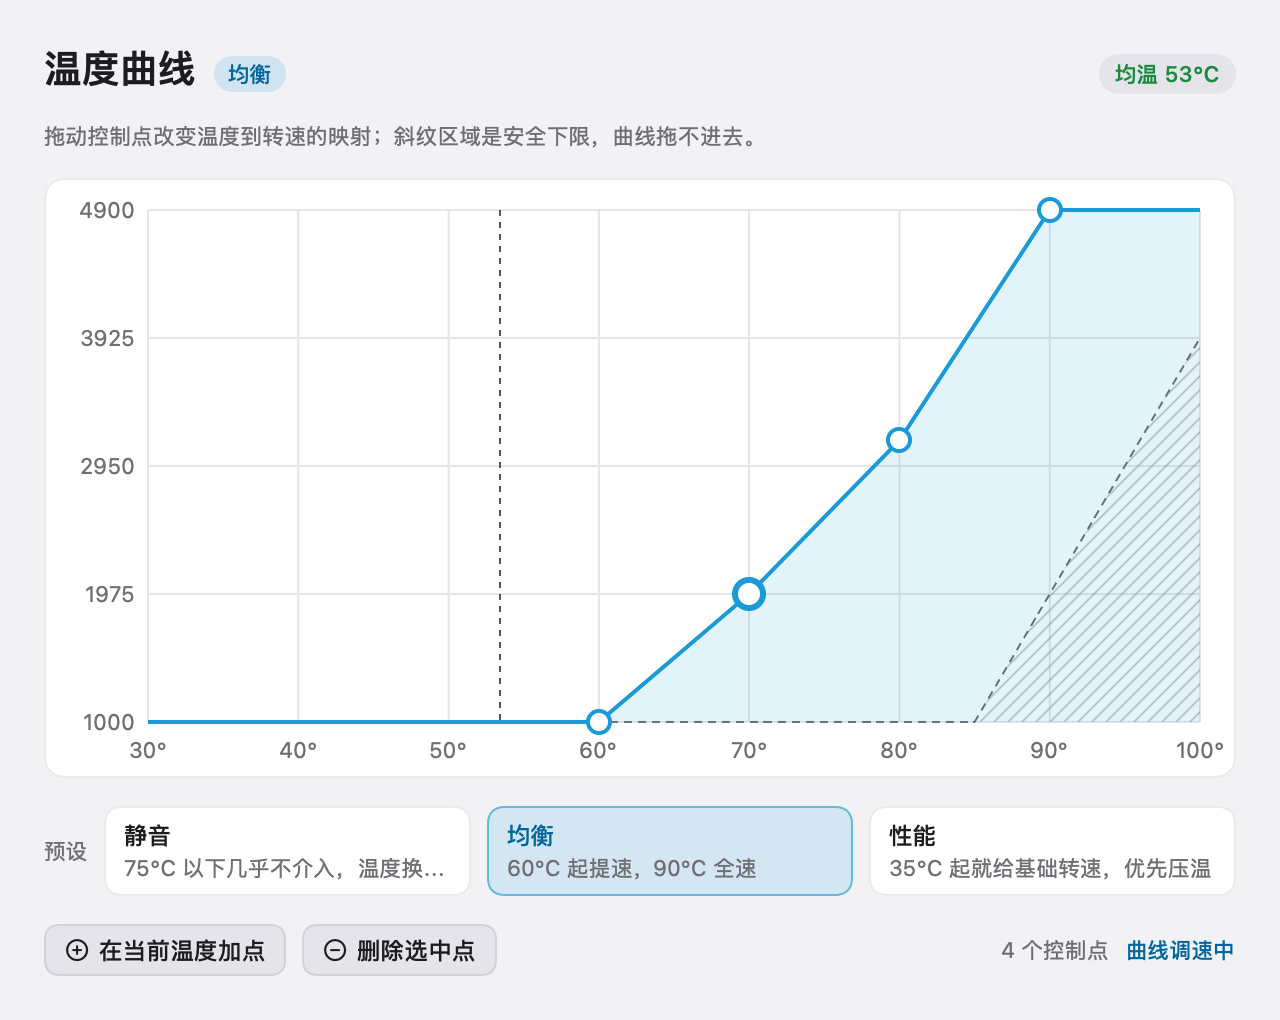 温度曲线 均衡 均温 53°C
拖动控制点改变温度到转速的映射；斜纹区域是安全下限，曲线拖不进去。
4900
3925
2950
1975
1000
30° 40° 50° 60° 70° 80° 90° 100°
预设
静音
75°C 以下几乎不介入，温度换...
均衡
60°C 起提速，90°C 全速
性能
35°C 起就给基础转速，优先压温
在当前温度加点 删除选中点 4 个控制点 曲线调速中